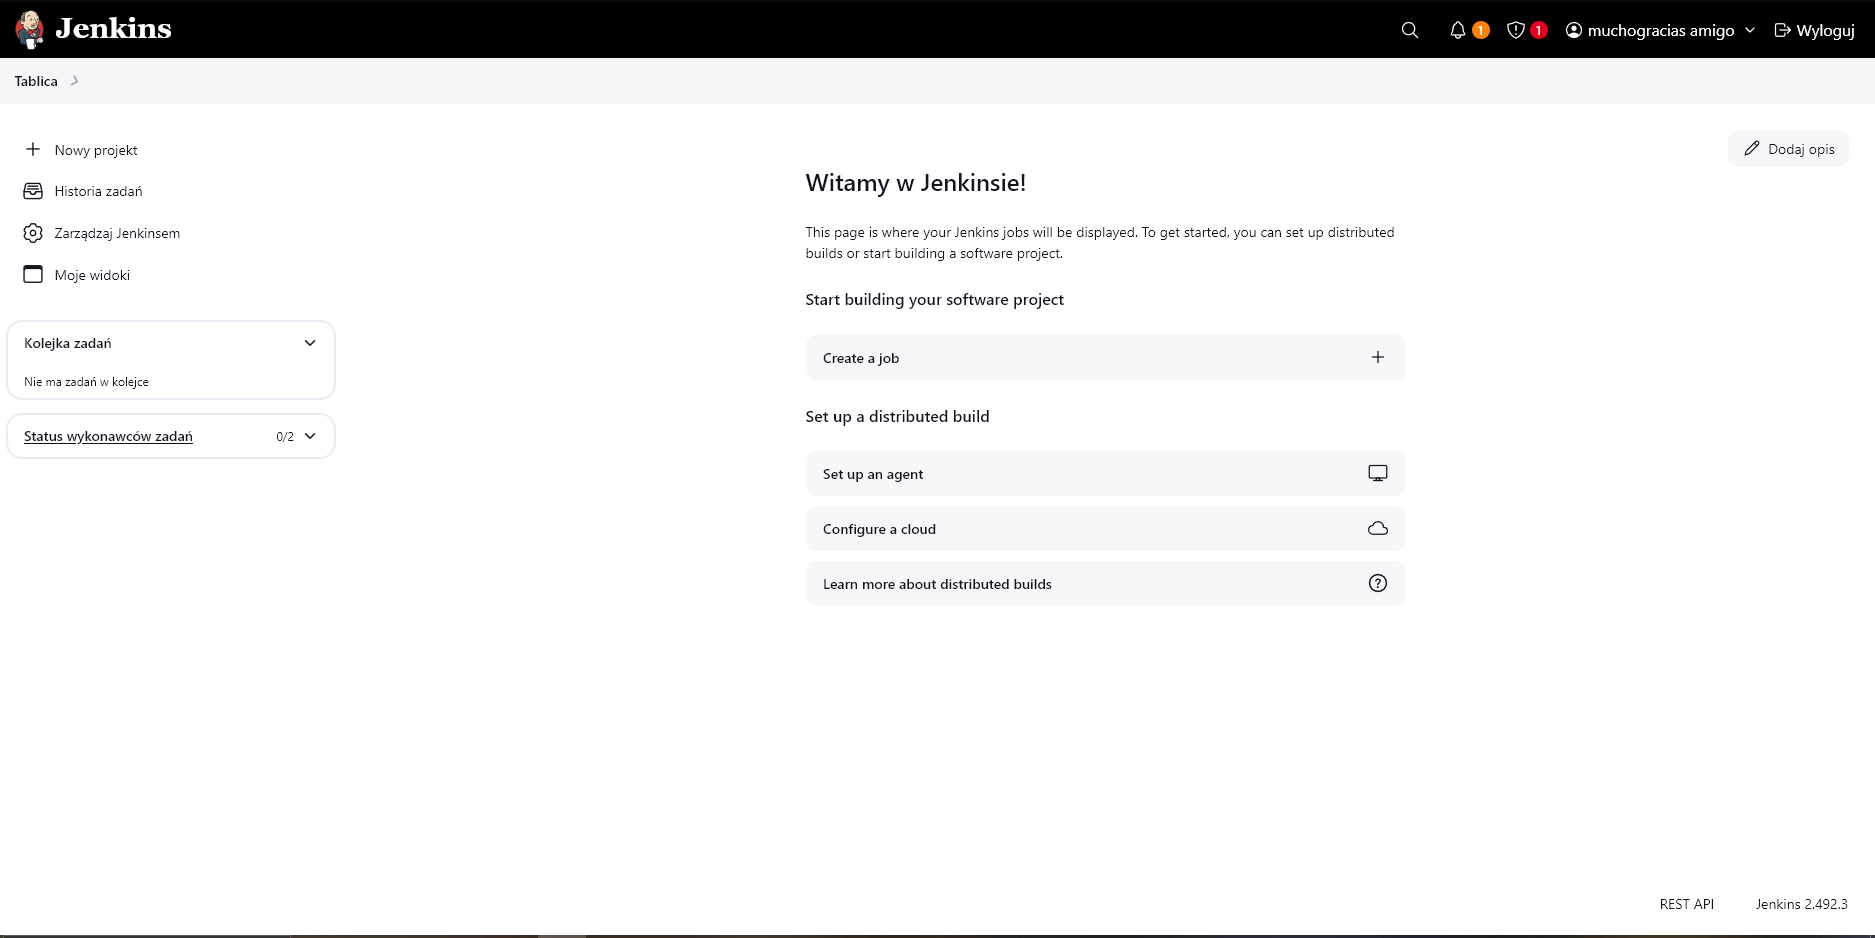 Jenkins
1
1
muchogracias amigo
Wyloguj
Tablica
Nowy projekt
Historia zadań
Zarządzaj Jenkinsem
Moje widoki
Kolejka zadań
Nie ma zadań w kolejce
Status wykonawców zadań 0/2
Dodaj opis
Witamy w Jenkinsie!
This page is where your Jenkins jobs will be displayed. To get started, you can set up distributed
builds or start building a software project.
Start building your software project
Create a job
Set up a distributed build
Set up an agent
Configure a cloud
Learn more about distributed builds
REST API
Jenkins 2.492.3